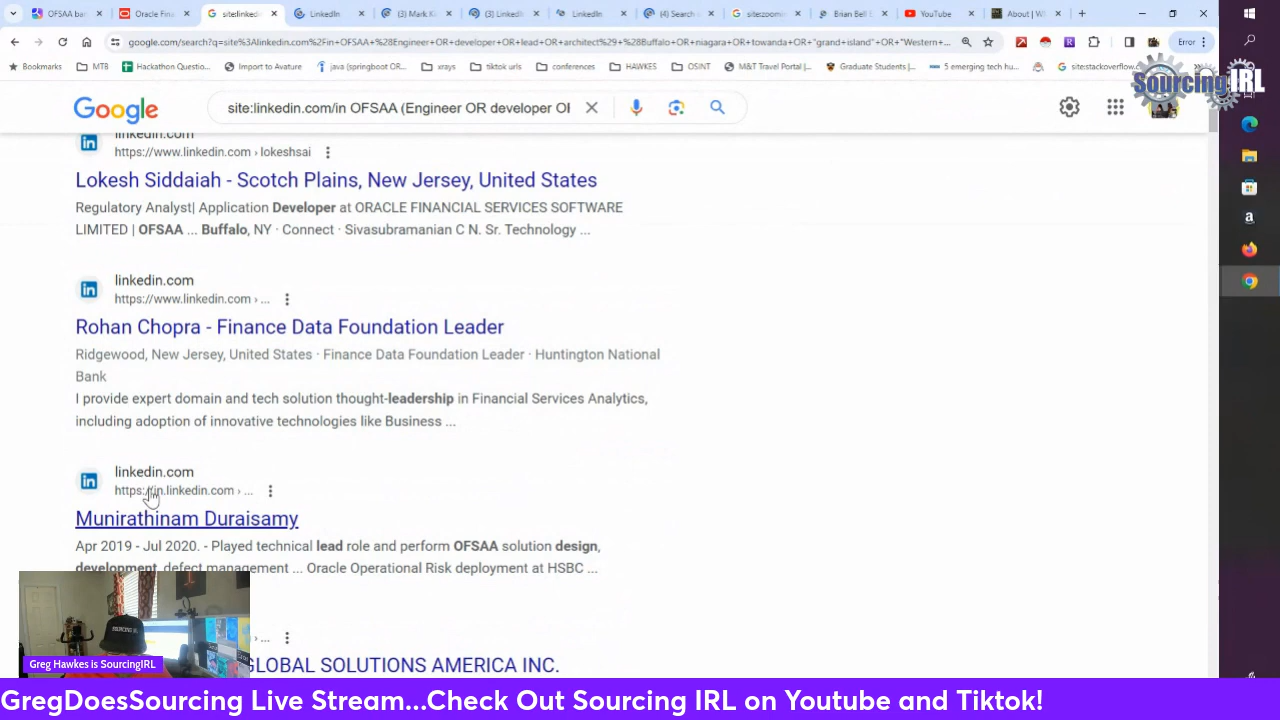 OFSAA ban
Oracle Fina
site:linked
LinkedIn
(3) Mark K
(3) LinkedI
LinkedIn
(4) Search
site:zoomi
Brian Bell
YouTube
About | W
google.com/search?q=site%3Alinkedin.com%2Fin+OFSAA+%28Engineer+OR+developer+OR+lead+OR+architect%29+%28Buffalo+OR+niagara+OR+towanda+OR+"grand+island"+OR+"Western+...
Error
Bookmarks
MTB
Hackathon Questio...
Import to Avature
java (springboot OR...
xrays
tiktok urls
conferences
HAWKES
OSINT
M&T Travel Portal |...
Graduate Students |...
5 emerging tech hu...
site:stackoverflow...
SourcingIRL
Google
site:linkedin.com/in OFSAA (Engineer OR developer OR
linkedin.com
https://www.linkedin.com › lokeshsai
Lokesh Siddaiah - Scotch Plains, New Jersey, United States
Regulatory Analyst| Application Developer at ORACLE FINANCIAL SERVICES SOFTWARE
LIMITED | OFSAA ... Buffalo, NY · Connect · Sivasubramanian C N. Sr. Technology ...
linkedin.com
https://www.linkedin.com › ...
Rohan Chopra - Finance Data Foundation Leader
Ridgewood, New Jersey, United States · Finance Data Foundation Leader · Huntington National
Bank
I provide expert domain and tech solution thought-leadership in Financial Services Analytics,
including adoption of innovative technologies like Business ...
linkedin.com
https://in.linkedin.com › ...
Munirathinam Duraisamy
Apr 2019 - Jul 2020. - Played technical lead role and perform OFSAA solution design,
development, defect management ... Oracle Operational Risk deployment at HSBC ...
› ...
GLOBAL SOLUTIONS AMERICA INC.
SOURCING IRL
Greg Hawkes is SourcingIRL
GregDoesSourcing Live Stream...Check Out Sourcing IRL on Youtube and Tiktok!